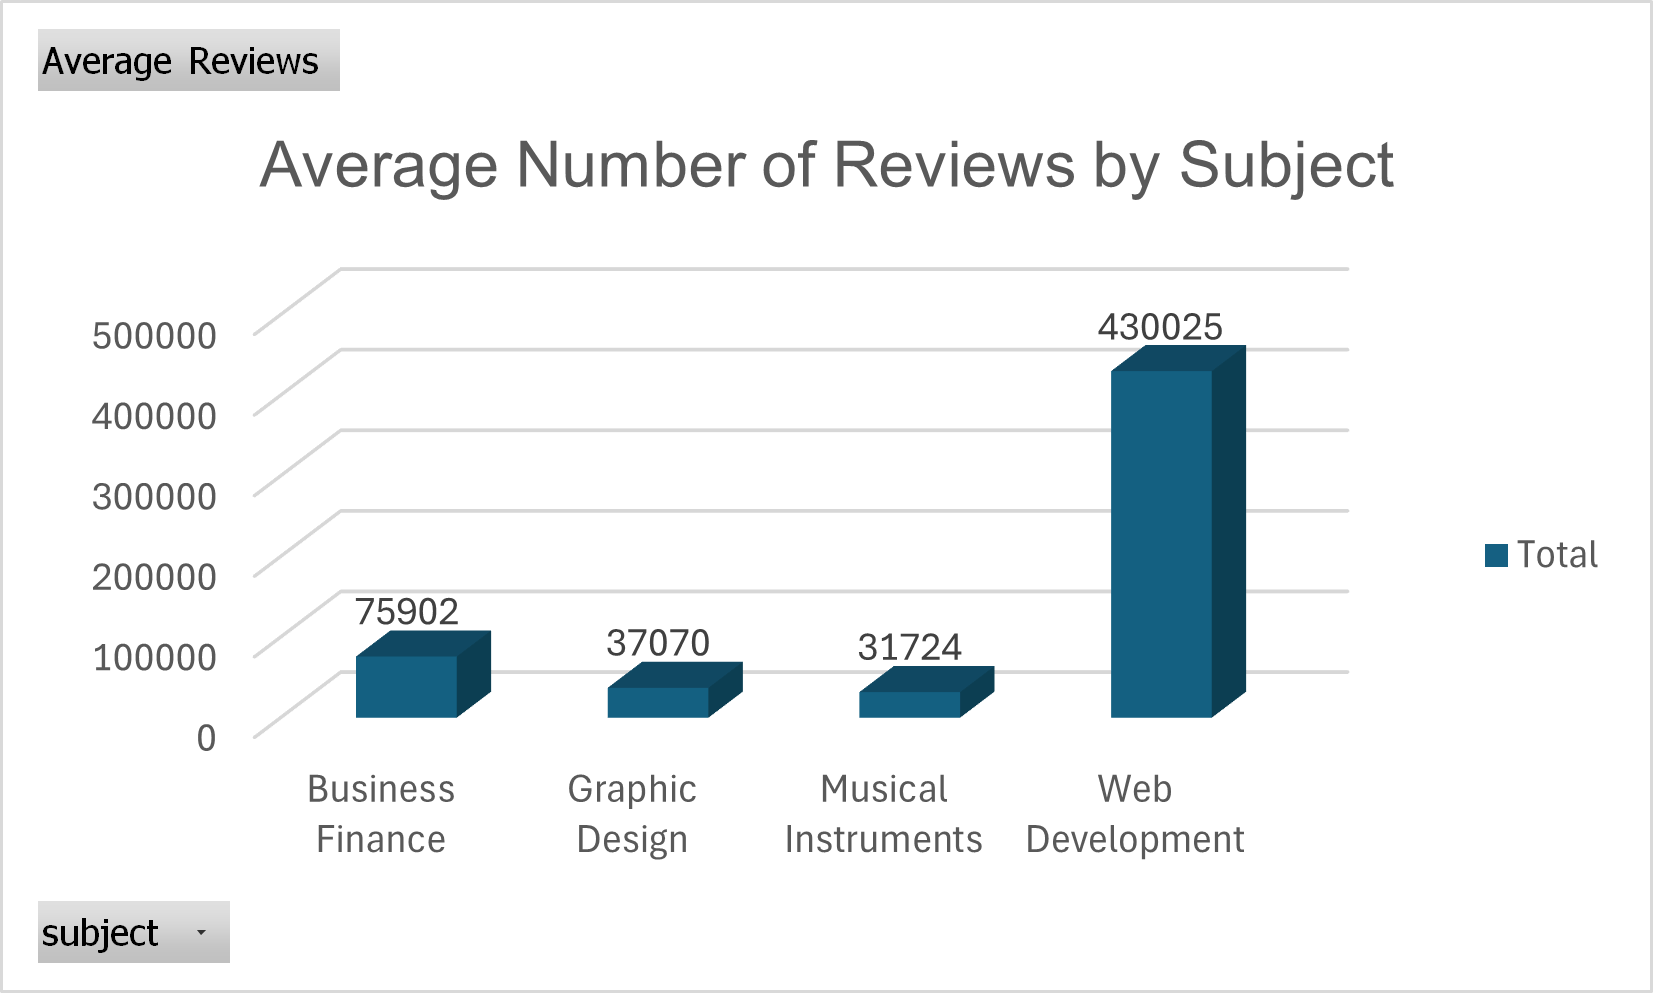 Average Reviews
Average Number of Reviews by Subject
500000
400000
300000
200000
100000
0
75902
37070
31724
430025
Business
Finance
Graphic
Design
Musical
Instruments
Web
Development
Total
subject